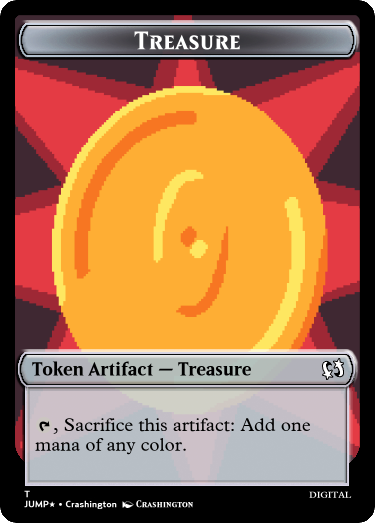 TREASURE
Token Artifact — Treasure
, Sacrifice this artifact: Add one
mana of any color.
T
DIGITAL
JUMP★ • Crashington CRASHINGTON